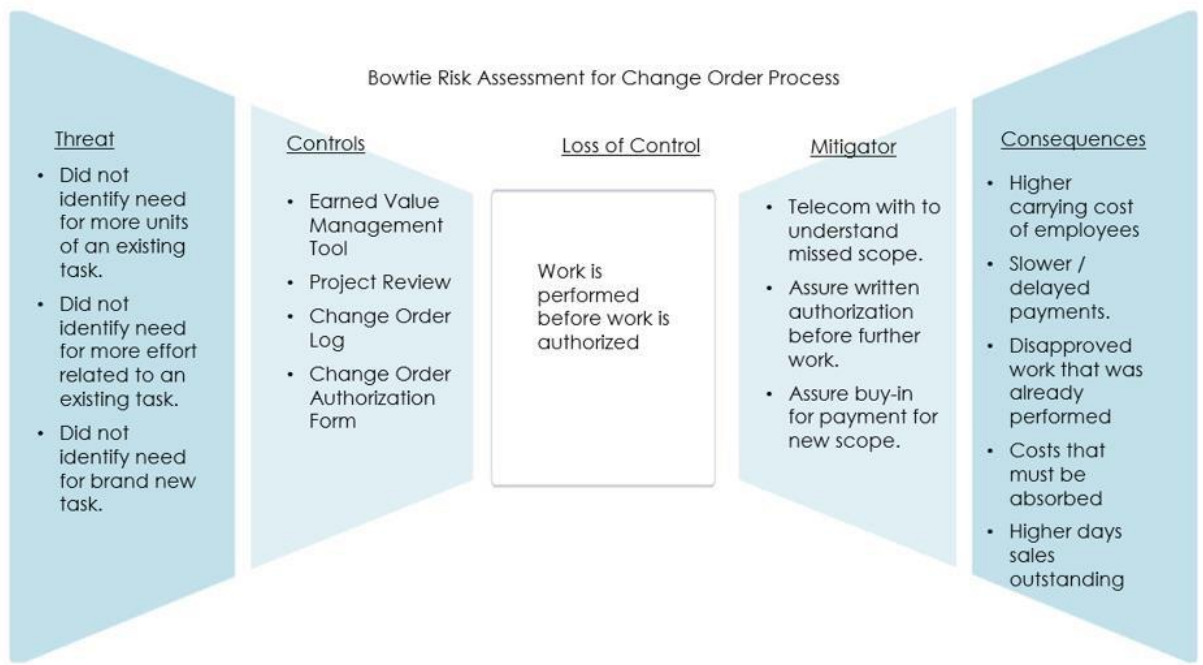 Bowtie Risk Assessment for Change Order Process
Threat
• Did not
identify need
for more units
of an existing
task.
• Did not
identify need
for more effort
related to an
existing task.
• Did not
identify need
for brand new
task.
Controls
• Earned Value
Management
Tool
• Project Review
• Change Order
Log
• Change Order
Authorization
Form
Loss of Control
Work is
performed
before work is
authorized
Mitigator
• Telecom with to
understand
missed scope.
• Assure written
authorization
before further
work.
• Assure buy-in
for payment for
new scope.
Consequences
• Higher
carrying cost
of employees
• Slower /
delayed
payments.
• Disapproved
work that was
already
performed
• Costs that
must be
absorbed
• Higher days
sales
outstanding